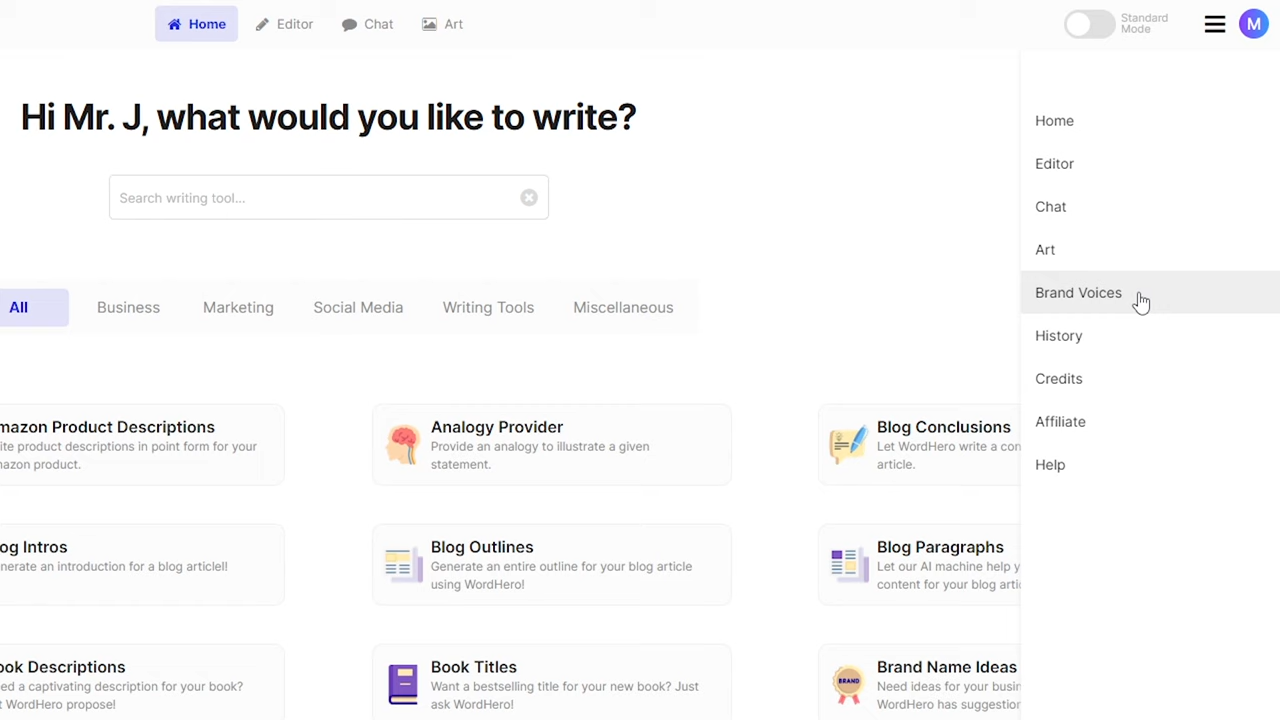 Home
Editor
Chat
Art
Standard
Mode
M
Hi Mr. J, what would you like to write?
Search writing tool...
All
Business
Marketing
Social Media
Writing Tools
Miscellaneous
mazon Product Descriptions
ite product descriptions in point form for your
mazon product.
Analogy Provider
Provide an analogy to illustrate a given
statement.
Blog Conclusions
Let WordHero write a con
article.
og Intros
nerate an introduction for a blog articlell!
Blog Outlines
Generate an entire outline for your blog article
using WordHero!
Blog Paragraphs
Let our AI machine help y
content for your blog artic
ook Descriptions
ed a captivating description for your book?
t WordHero propose!
Book Titles
Want a bestselling title for your new book? Just
ask WordHero!
BRAND
Brand Name Ideas
Need ideas for your busin
WordHero has suggestion
Home
Editor
Chat
Art
Brand Voices
History
Credits
Affiliate
Help